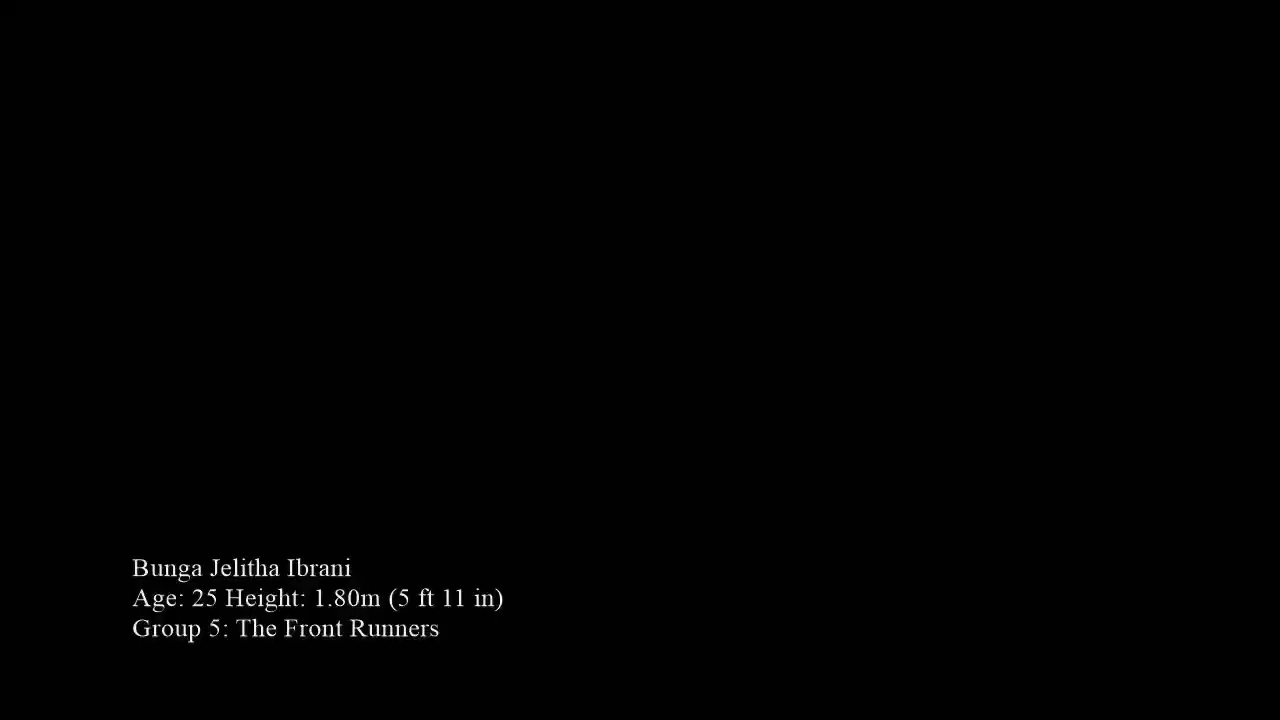 Bunga Jelitha Ibrani
Age: 25 Height: 1.80m (5 ft 11 in)
Group 5: The Front Runners